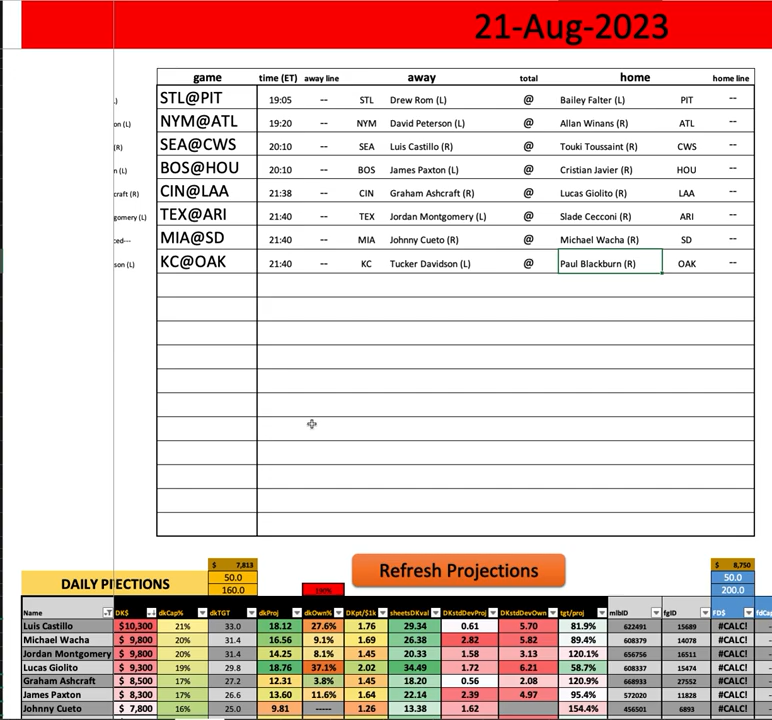 21-Aug-2023
game time (ET) away line away total home home line
) STL@PIT 19:05 -- STL Drew Rom (L) @ Bailey Falter (L) PIT --
on (L) NYM@ATL 19:20 NYM David Peterson (L) @ Allan Winans (R) ATL --
(R) SEA@CWS 20:10 -- SEA Luis Castillo (R) @ Touki Toussaint (R) CWS --
n (L) BOS@HOU 20:10 -- BOS James Paxton (L) @ Cristian Javier (R) HOU --
craft (R) CIN@LAA 21:38 -- CIN Graham Ashcraft (R) @ Lucas Giolito (R) LAA --
gomery (L) TEX@ARI 21:40 -- TEX Jordan Montgomery (L) @ Slade Cecconi (R) ARI --
ced--- MIA@SD 21:40 -- MIA Johnny Cueto (R) @ Michael Wacha (R) SD --
son (L) KC@OAK 21:40 -- KC Tucker Davidson (L) @ Paul Blackburn (R) OAK --
$ 7,813 $ 8,750
Refresh Projections
DAILY PIECTIONS 50.0 50.0
160.0 190% 200.0
Name DK$ dkCap% dkTGT dkProj dkOwn% DKpt/$1k sheetsDKval DKstdDevProj DKstdDevOwn tgt/proj mlbID fgID FD$ fdCap
Luis Castillo $10,300 21% 33.0 18.12 27.6% 1.76 29.34 0.61 5.70 81.9% 622491 15689 #CALC!
Michael Wacha $ 9,800 20% 31.4 16.56 9.1% 1.69 26.38 2.82 5.82 89.4% 608379 14078 #CALC!
Jordan Montgomery $ 9,800 20% 31.4 14.25 8.1% 1.45 20.33 1.58 3.13 120.1% 656756 16511 #CALC!
Lucas Giolito $ 9,300 19% 29.8 18.76 37.1% 2.02 34.49 1.72 6.21 58.7% 608337 15474 #CALC!
Graham Ashcraft $ 8,500 17% 27.2 12.31 3.8% 1.45 18.20 0.56 2.08 120.9% 668933 27552 #CALC!
James Paxton $ 8,300 17% 26.6 13.60 11.6% 1.64 22.14 2.39 4.97 95.4% 572020 11828 #CALC!
Johnny Cueto $ 7,800 16% 25.0 9.81 ----- 1.26 13.38 1.62 154.4% 456501 6893 #CALC!